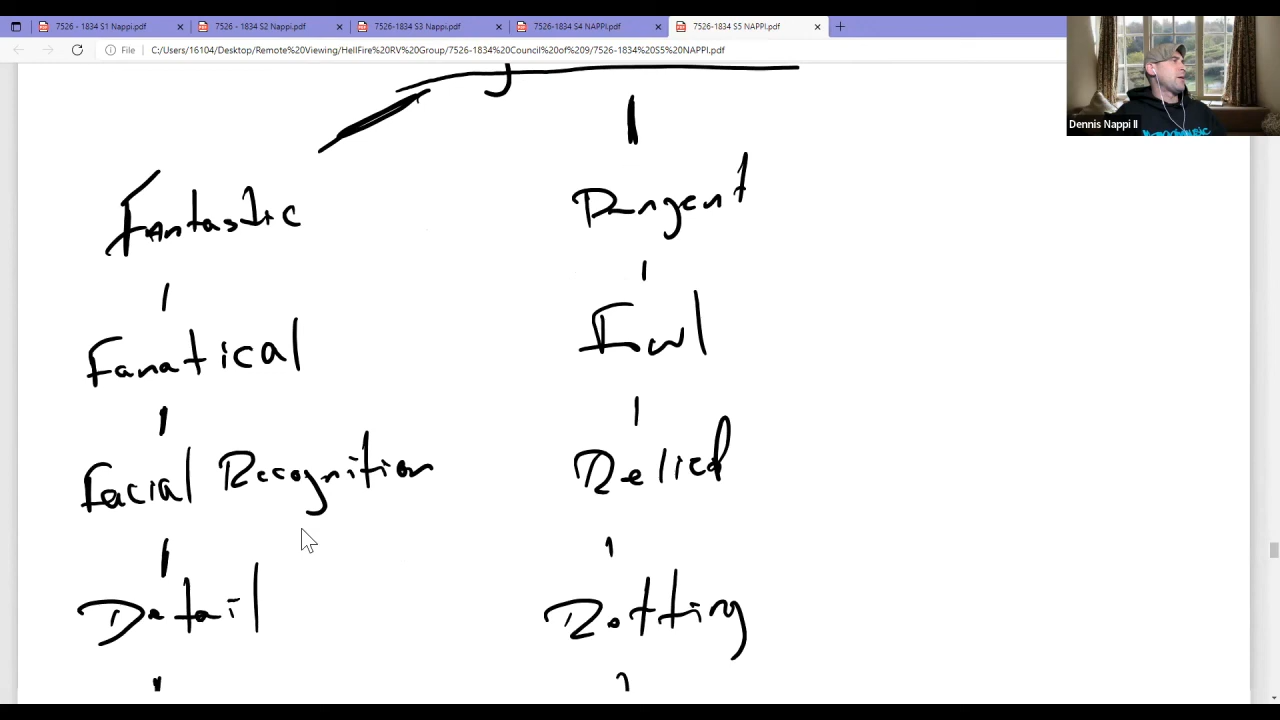 7526 - 1834 S1 Nappi.pdf
7526 - 1834 S2 Nappi.pdf
7526-1834 S3 Nappi.pdf
7526-1834 S4 NAPPI.pdf
7526-1834 S5 NAPPI.pdf
File
C:/Users/16104/Desktop/Remote%20Viewing/HellFire%20RV%20Group/7526-1834%20Council%20of%209/7526-1834%20S5%20NAPPI.pdf
Dennis Nappi II
Fantastic
Pungent
Fanatical
Foul
Facial Recognition
Detail
Rotting